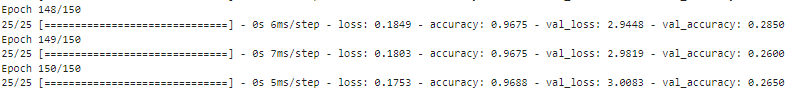 Epoch 148/150
25/25 [==============================] - 0s 6ms/step - loss: 0.1849 - accuracy: 0.9675 - val_loss: 2.9448 - val_accuracy: 0.2850
Epoch 149/150
25/25 [==============================] - 0s 7ms/step - loss: 0.1803 - accuracy: 0.9675 - val_loss: 2.9819 - val_accuracy: 0.2600
Epoch 150/150
25/25 [==============================] - 0s 5ms/step - loss: 0.1753 - accuracy: 0.9688 - val_loss: 3.0083 - val_accuracy: 0.2650